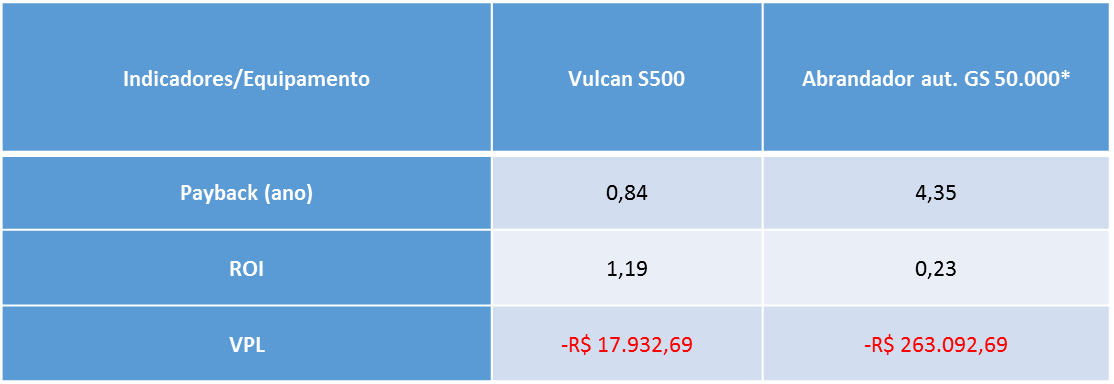 Indicadores/Equipamento Vulcan S500 Abrandador aut. GS 50.000*
Payback (ano) 0,84 4,35
ROI 1,19 0,23
VPL -R$ 17.932,69 -R$ 263.092,69